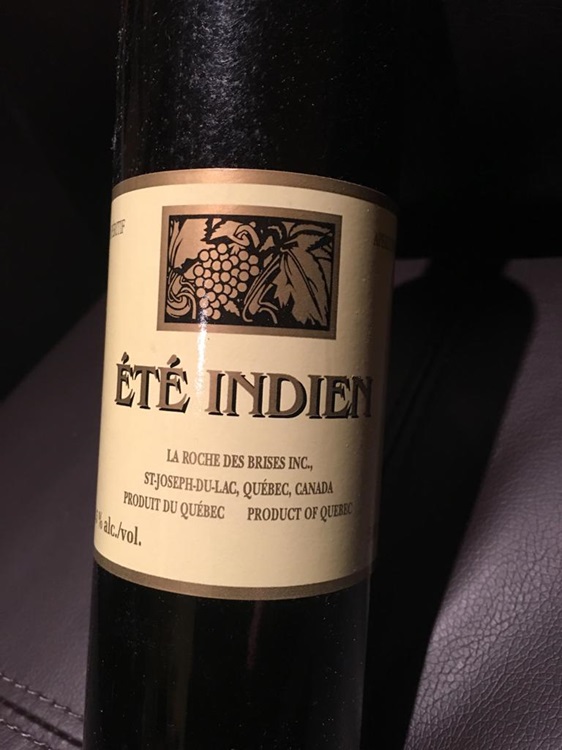 ÉTÉ INDIEN
LA ROCHE DES BRISES INC.,
ST-JOSEPH-DU-LAC, QUÉBEC, CANADA
PRODUIT DU QUÉBEC PRODUCT OF QUEBEC
% alc./vol.